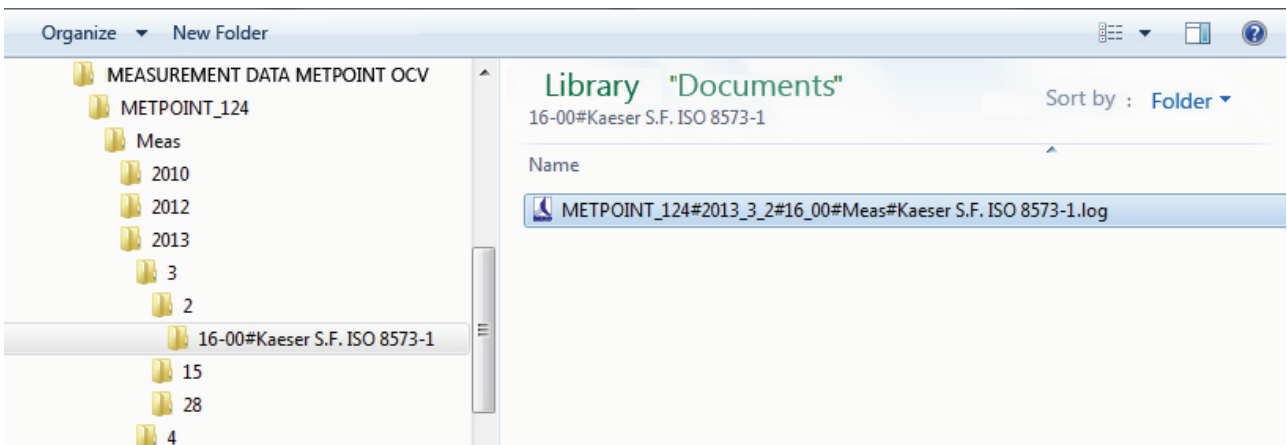 Organize New Folder
MEASUREMENT DATA METPOINT OCV
METPOINT_124
Meas
2010
2012
2013
3
2
16-00#Kaeser S.F. ISO 8573-1
15
28
4
Library "Documents"
16-00#Kaeser S.F. ISO 8573-1
Sort by : Folder
Name
METPOINT_124#2013_3_2#16_00#Meas#Kaeser S.F. ISO 8573-1.log